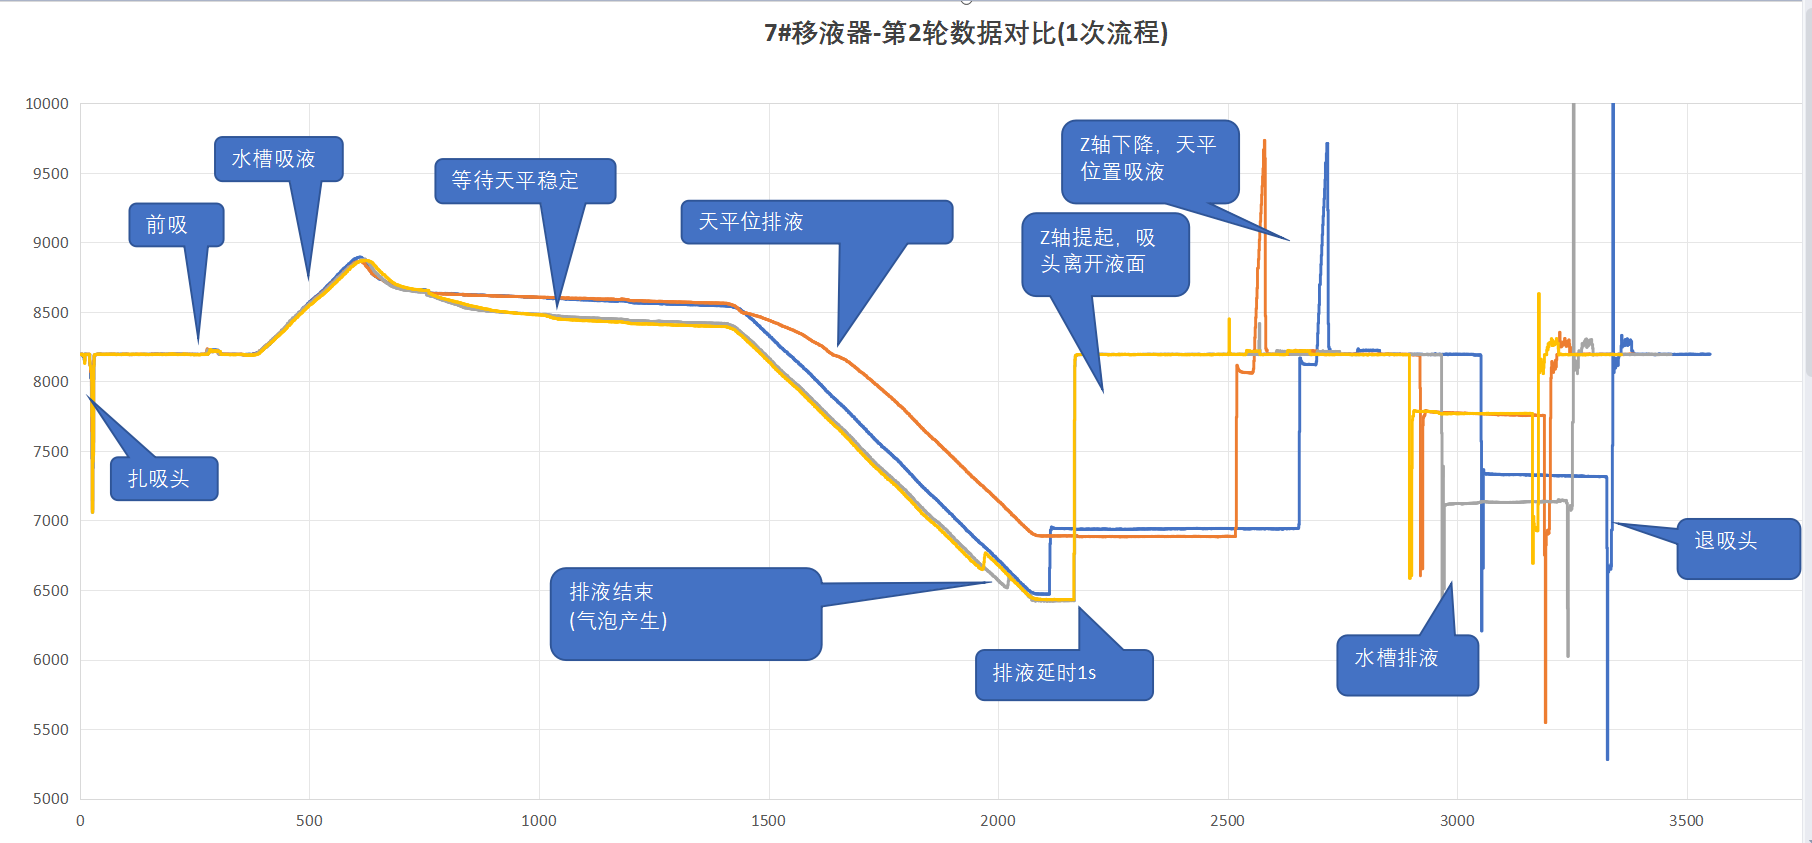 7#移液器-第2轮数据对比(1次流程)
10000
9500
9000
8500
8000
7500
7000
6500
6000
5500
5000
0
500
1000
1500
2000
2500
3000
3500
扎吸头
前吸
水槽吸液
等待天平稳定
天平位排液
排液结束
(气泡产生)
排液延时1s
Z轴提起，吸
头离开液面
Z轴下降，天平
位置吸液
水槽排液
退吸头